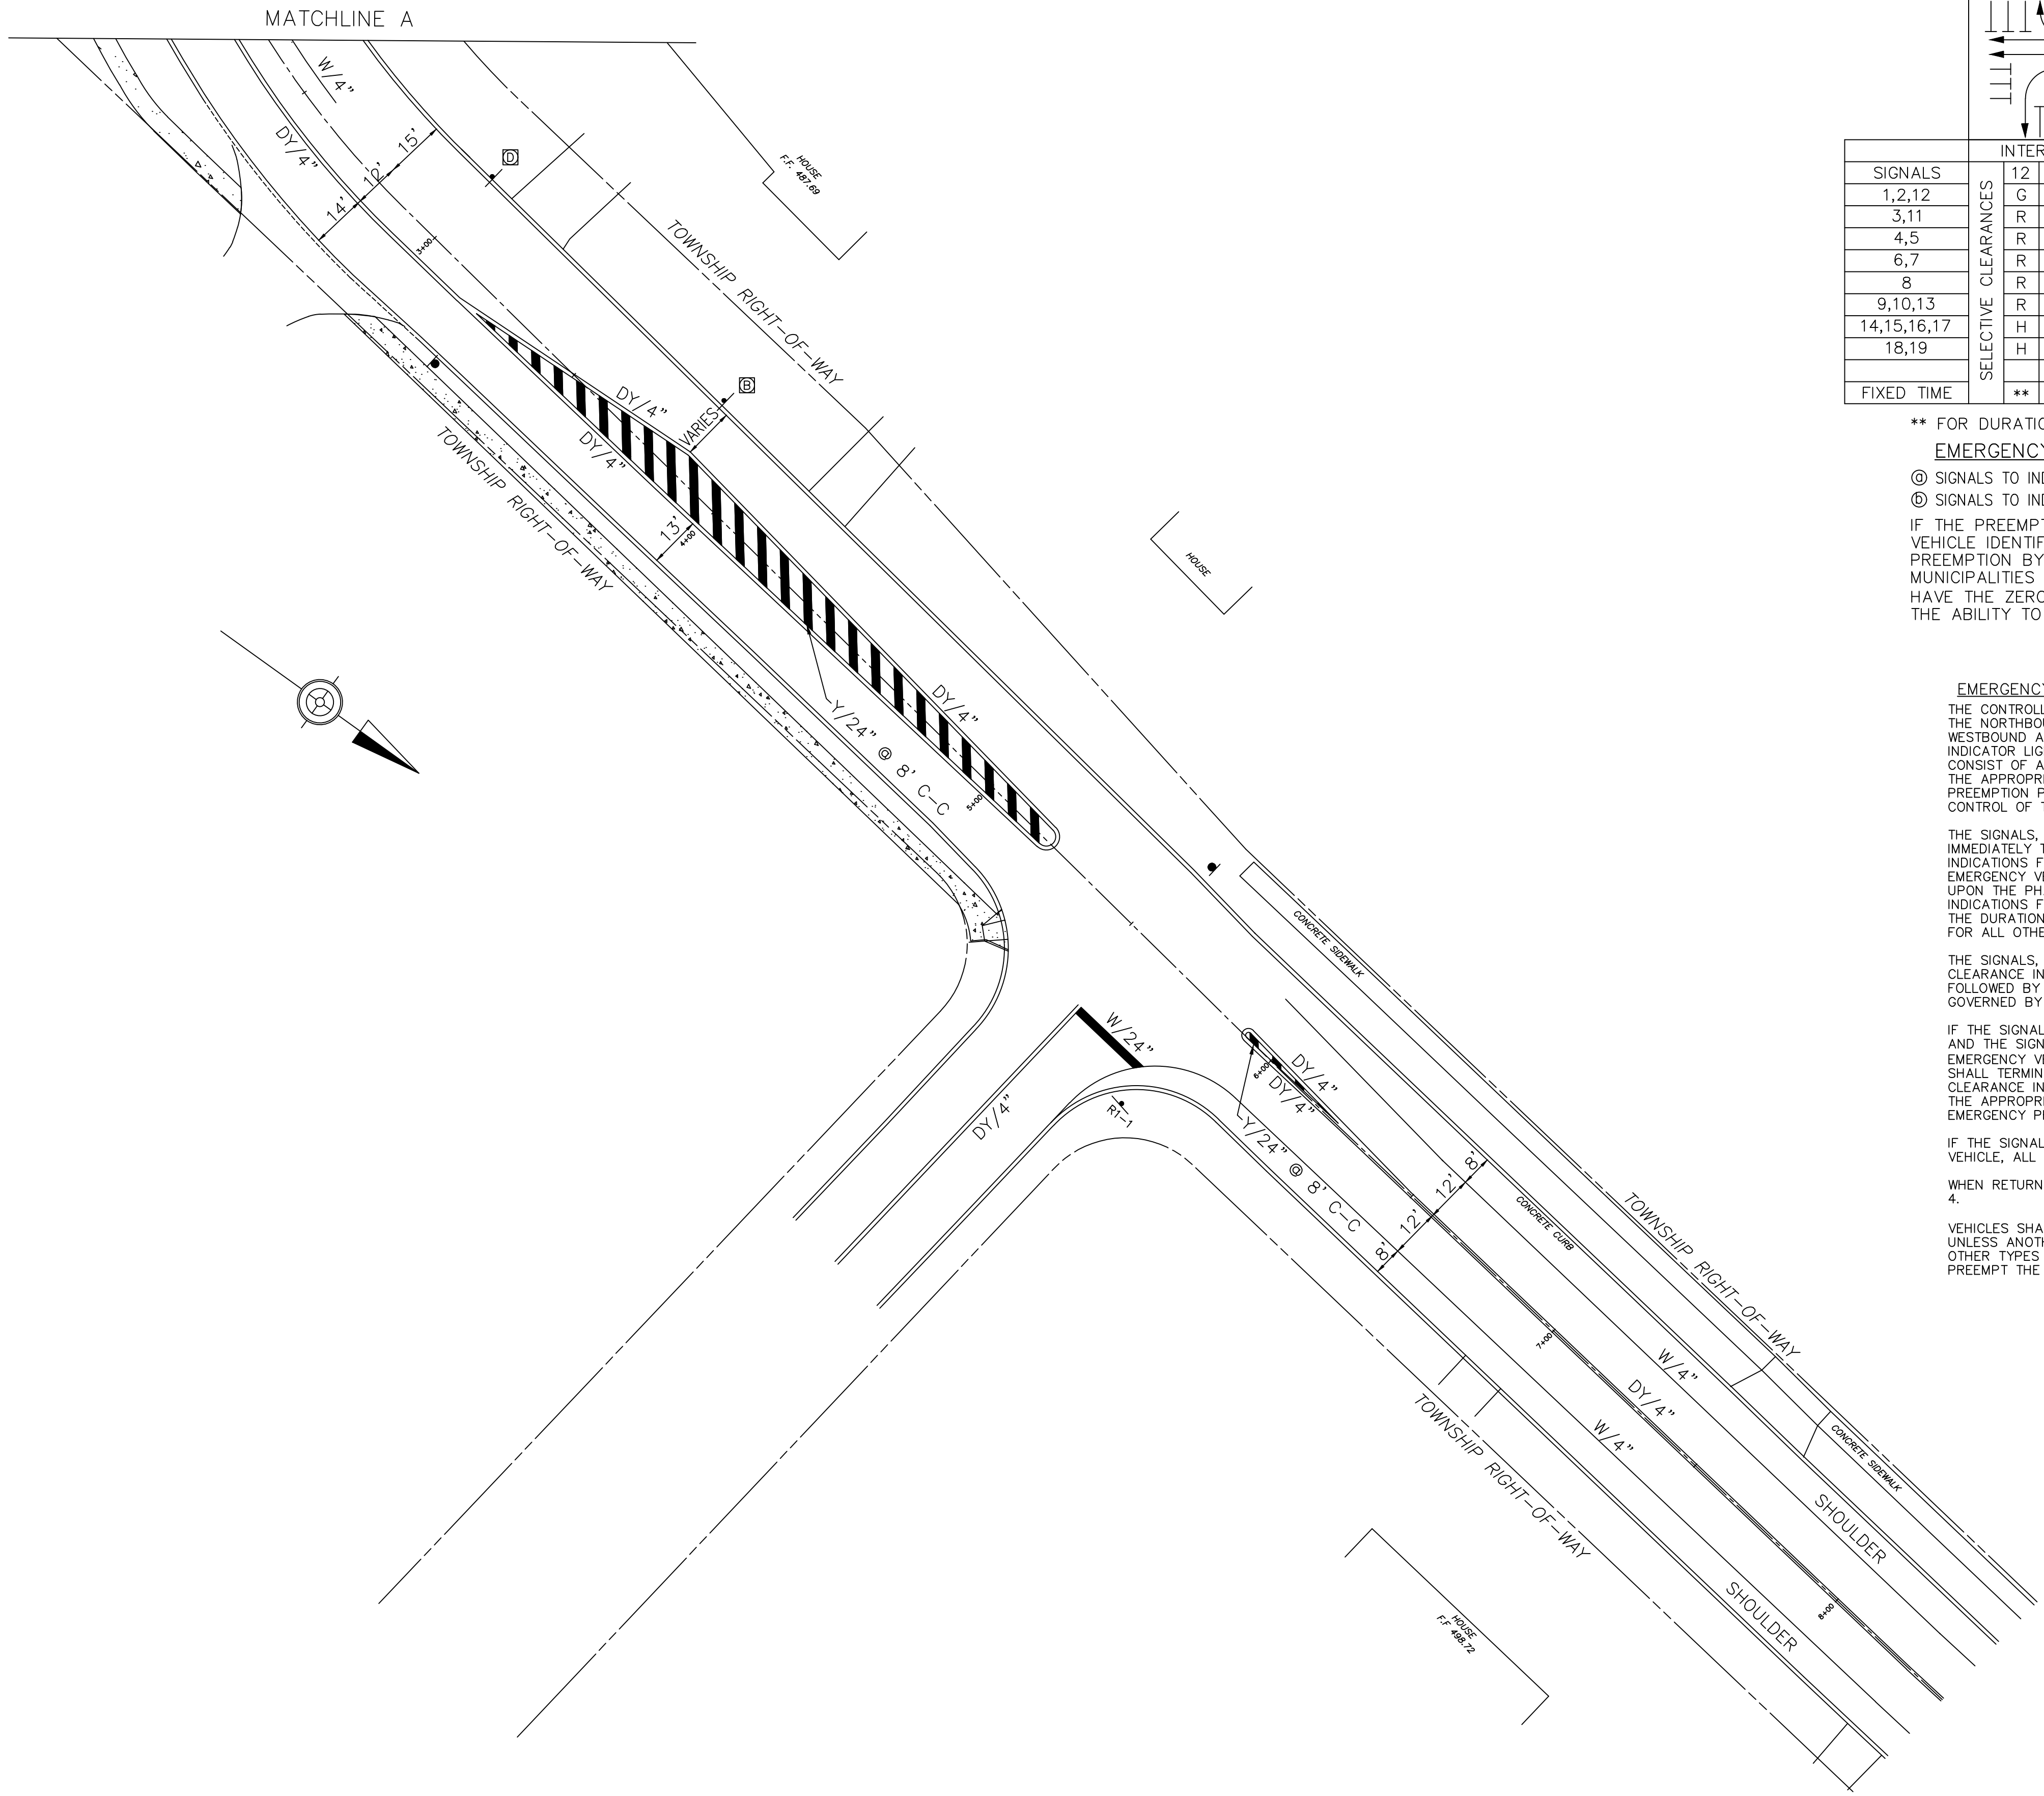 MATCHLINE A
W/4"
DY/4"
14'
12'
15'
D
3+00
HOUSE
F.F. 487.69
TOWNSHIP RIGHT-OF-WAY
B
DY/4"
VARIES
DY/4"
TOWNSHIP RIGHT-OF-WAY
13'
4+00
HOUSE
DY/4"
Y/24" @ 8' C-C
5+00
CONCRETE SIDEWALK
W/24"
DY/4"
R1-1
6+00
DY/4"
DY/4"
Y/24" @ 8' C-C
8'
12'
12'
8'
CONCRETE CURB
TOWNSHIP RIGHT-OF-WAY
7+00
W/4"
DY/4"
W/4"
TOWNSHIP RIGHT-OF-WAY
CONCRETE SIDEWALK
SHOULDER
SHOULDER
8+00
HOUSE
F.F 498.72
INTER
SIGNALS 12
SELECTIVE CLEARANCES
1,2,12 G
3,11 R
4,5 R
6,7 R
8 R
9,10,13 R
14,15,16,17 H
18,19 H
FIXED TIME **
** FOR DURATIO
EMERGENCY
ⓐ SIGNALS TO IND
ⓑ SIGNALS TO IND
IF THE PREEMPT
VEHICLE IDENTIF
PREEMPTION BY
MUNICIPALITIES
HAVE THE ZERO
THE ABILITY TO
EMERGENCY
THE CONTROLL
THE NORTHBOU
WESTBOUND A
INDICATOR LIG
CONSIST OF A
THE APPROPRI
PREEMPTION P
CONTROL OF T
THE SIGNALS,
IMMEDIATELY T
INDICATIONS F
EMERGENCY VE
UPON THE PH
INDICATIONS F
THE DURATION
FOR ALL OTHE
THE SIGNALS,
CLEARANCE IN
FOLLOWED BY
GOVERNED BY
IF THE SIGNAL
AND THE SIGN
EMERGENCY VE
SHALL TERMIN
CLEARANCE IN
THE APPROPRI
EMERGENCY P
IF THE SIGNAL
VEHICLE, ALL
WHEN RETURN
4.
VEHICLES SHA
UNLESS ANOTH
OTHER TYPES
PREEMPT THE